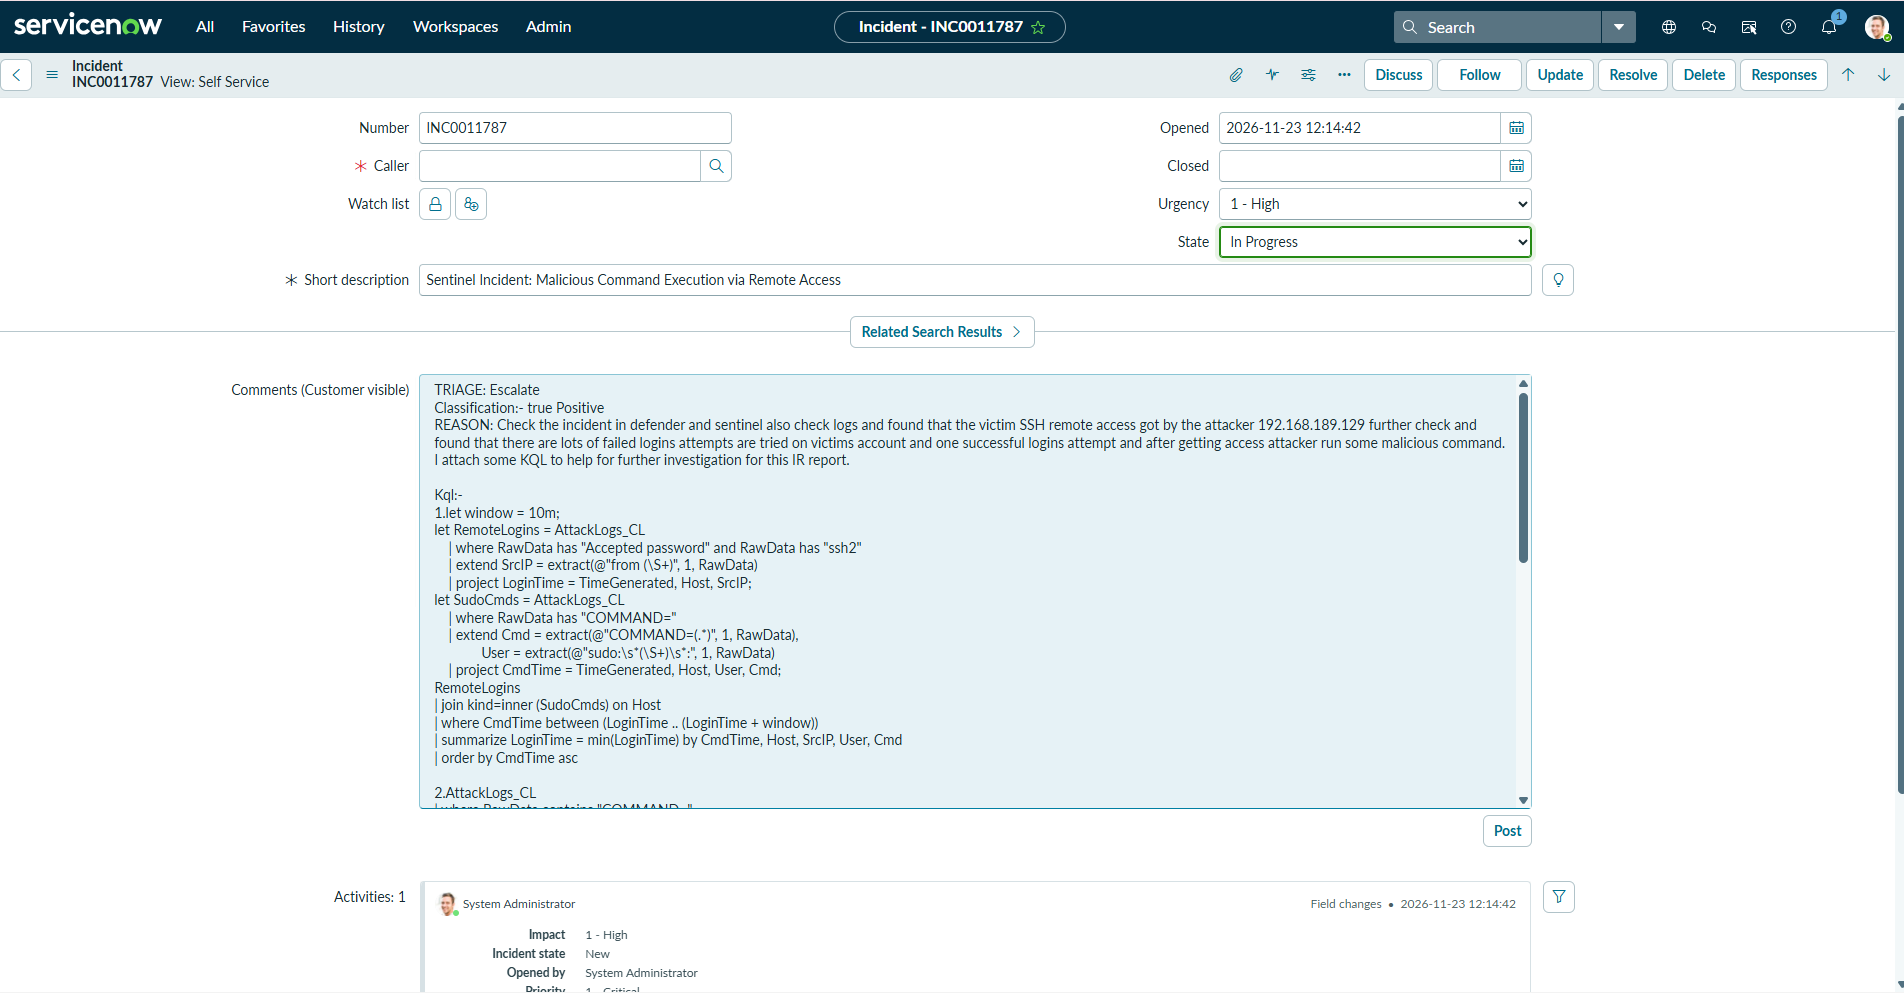 servicenow
All
Favorites
History
Workspaces
Admin
Incident - INC0011787
Search
1
Incident
INC0011787 View: Self Service
Discuss
Follow
Update
Resolve
Delete
Responses
Number
INC0011787
Opened
2026-11-23 12:14:42
Caller
Closed
Watch list
Urgency
1 - High
State
In Progress
Short description
Sentinel Incident: Malicious Command Execution via Remote Access
Related Search Results
Comments (Customer visible)
TRIAGE: Escalate
Classification:- true Positive
REASON: Check the incident in defender and sentinel also check logs and found that the victim SSH remote access got by the attacker 192.168.189.129 further check and
found that there are lots of failed logins attempts are tried on victims account and one successful logins attempt and after getting access attacker run some malicious command.
I attach some KQL to help for further investigation for this IR report.
Kql:-
1.let window = 10m;
let RemoteLogins = AttackLogs_CL
| where RawData has "Accepted password" and RawData has "ssh2"
| extend SrcIP = extract(@"from (\S+)", 1, RawData)
| project LoginTime = TimeGenerated, Host, SrcIP;
let SudoCmds = AttackLogs_CL
| where RawData has "COMMAND="
| extend Cmd = extract(@"COMMAND=(.*)", 1, RawData),
User = extract(@"sudo:\s*(\S+)\s*:", 1, RawData)
| project CmdTime = TimeGenerated, Host, User, Cmd;
RemoteLogins
| join kind=inner (SudoCmds) on Host
| where CmdTime between (LoginTime .. (LoginTime + window))
| summarize LoginTime = min(LoginTime) by CmdTime, Host, SrcIP, User, Cmd
| order by CmdTime asc
2.AttackLogs_CL
| where RawData contains "COMMAND="
Post
Activities: 1
System Administrator
Field changes • 2026-11-23 12:14:42
Impact 1 - High
Incident state New
Opened by System Administrator
Priority 1 - Critical